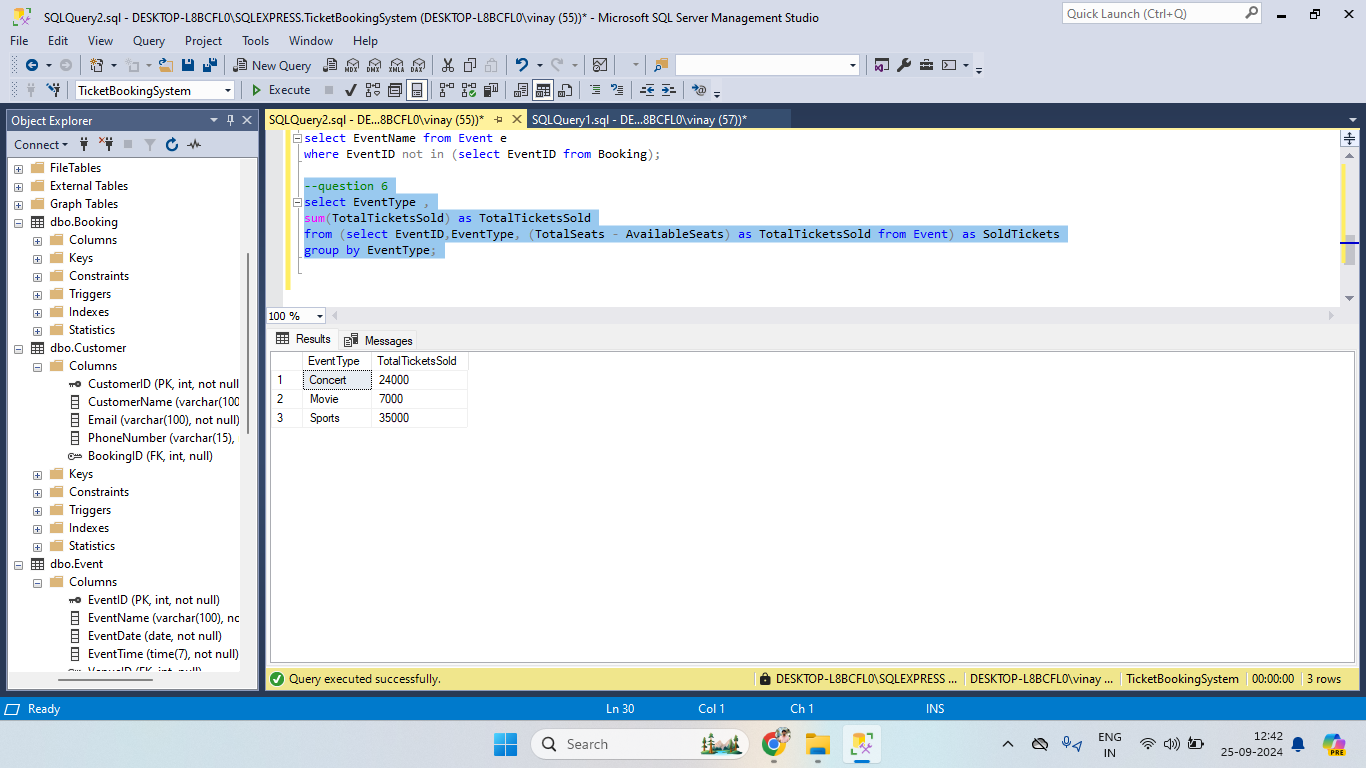 SQLQuery2.sql - DESKTOP-L8BCFL0\SQLEXPRESS.TicketBookingSystem (DESKTOP-L8BCFL0\vinay (55))* - Microsoft SQL Server Management Studio
Quick Launch (Ctrl+Q)
File Edit View Query Project Tools Window Help
New Query MDX DMX XMLA DAX
TicketBookingSystem Execute
Object Explorer
Connect
FileTables
External Tables
Graph Tables
dbo.Booking
Columns
Keys
Constraints
Triggers
Indexes
Statistics
dbo.Customer
Columns
CustomerID (PK, int, not null
CustomerName (varchar(100
Email (varchar(100), not null)
PhoneNumber (varchar(15),
BookingID (FK, int, null)
Keys
Constraints
Triggers
Indexes
Statistics
dbo.Event
Columns
EventID (PK, int, not null)
EventName (varchar(100), nc
EventDate (date, not null)
EventTime (time(7), not null)
SQLQuery2.sql - DE...8BCFL0\vinay (55))* SQLQuery1.sql - DE...8BCFL0\vinay (57))*
select EventName from Event e
where EventID not in (select EventID from Booking);
--question 6
select EventType ,
sum(TotalTicketsSold) as TotalTicketsSold
from (select EventID,EventType, (TotalSeats - AvailableSeats) as TotalTicketsSold from Event) as SoldTickets
group by EventType;
100 %
Results Messages
EventType TotalTicketsSold
1 Concert 24000
2 Movie 7000
3 Sports 35000
Query executed successfully. DESKTOP-L8BCFL0\SQLEXPRESS ... DESKTOP-L8BCFL0\vinay ... TicketBookingSystem 00:00:00 3 rows
Ready Ln 30 Col 1 Ch 1 INS
Search
ENG
IN
12:42
25-09-2024
PRE